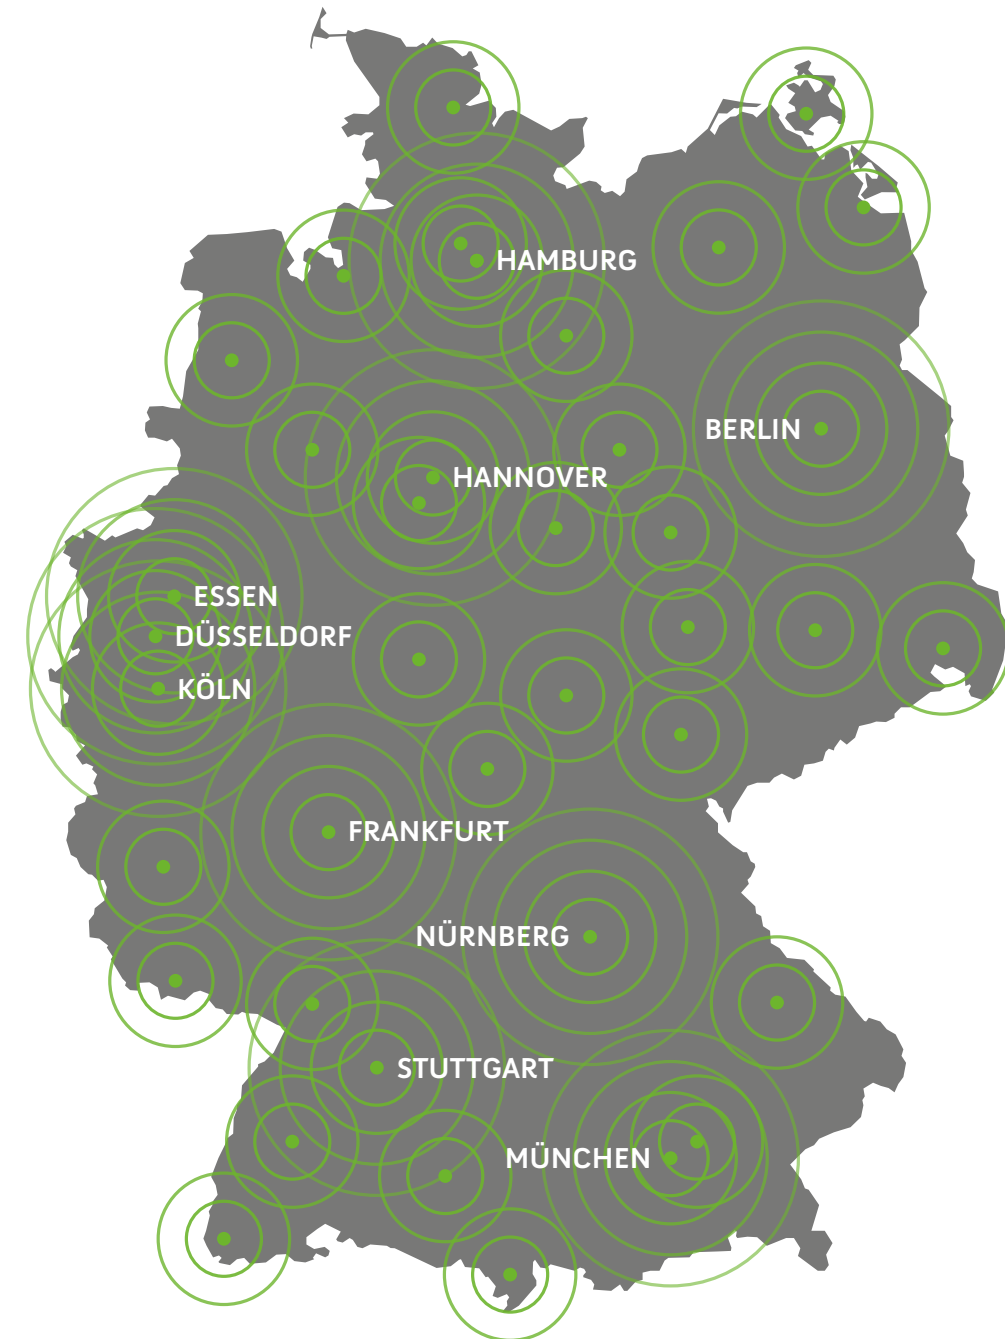 HAMBURG
BERLIN
HANNOVER
ESSEN
DÜSSELDORF
KÖLN
FRANKFURT
NÜRNBERG
STUTTGART
MÜNCHEN